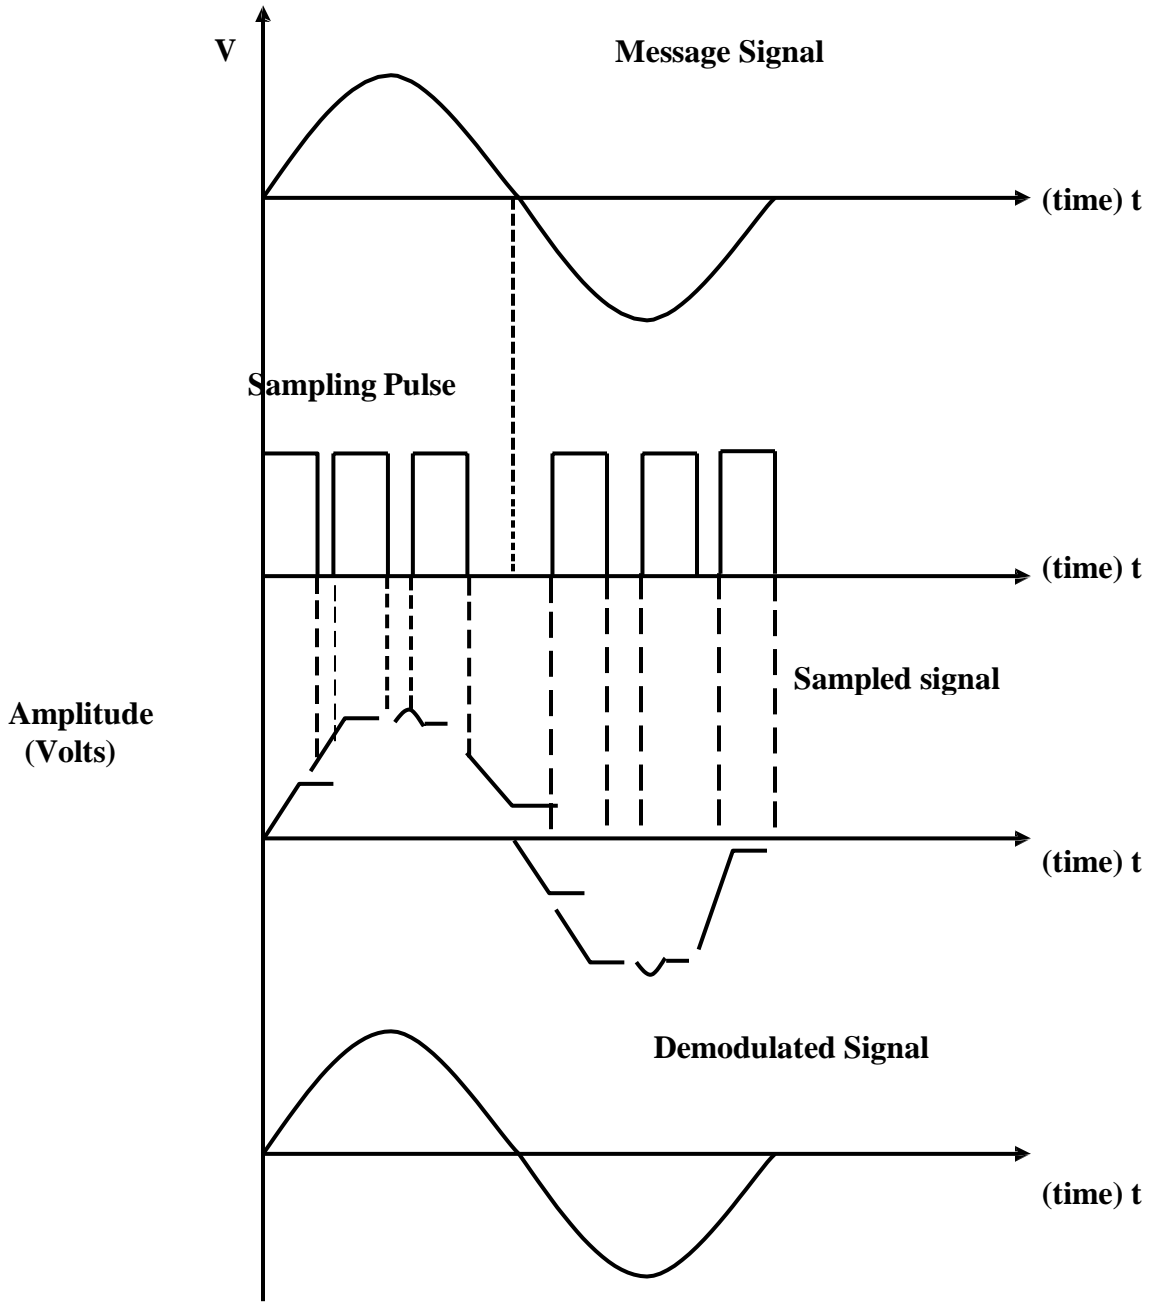 V
Message Signal
(time) t
Sampling Pulse
(time) t
Sampled signal
Amplitude
(Volts)
(time) t
Demodulated Signal
(time) t